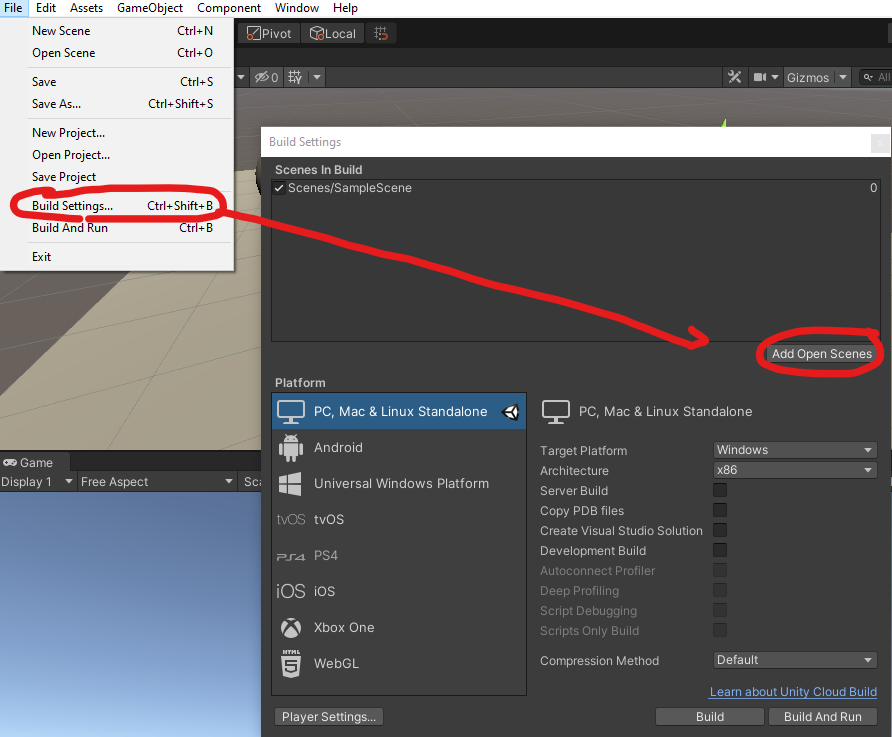 File Edit Assets GameObject Component Window Help
New Scene Ctrl+N
Open Scene Ctrl+O
Save Ctrl+S
Save As... Ctrl+Shift+S
New Project...
Open Project...
Save Project
Build Settings... Ctrl+Shift+B
Build And Run Ctrl+B
Exit
Pivot Local
0 Gizmos All
Build Settings
Scenes In Build
Scenes/SampleScene 0
Add Open Scenes
Platform
PC, Mac & Linux Standalone
Android
Universal Windows Platform
tvOS tvOS
PS4 PS4
iOS iOS
Xbox One
HTML
5 WebGL
Player Settings...
PC, Mac & Linux Standalone
Target Platform Windows
Architecture x86
Server Build
Copy PDB files
Create Visual Studio Solution
Development Build
Autoconnect Profiler
Deep Profiling
Script Debugging
Scripts Only Build
Compression Method Default
Learn about Unity Cloud Build
Build Build And Run
Game
Display 1 Free Aspect Sca